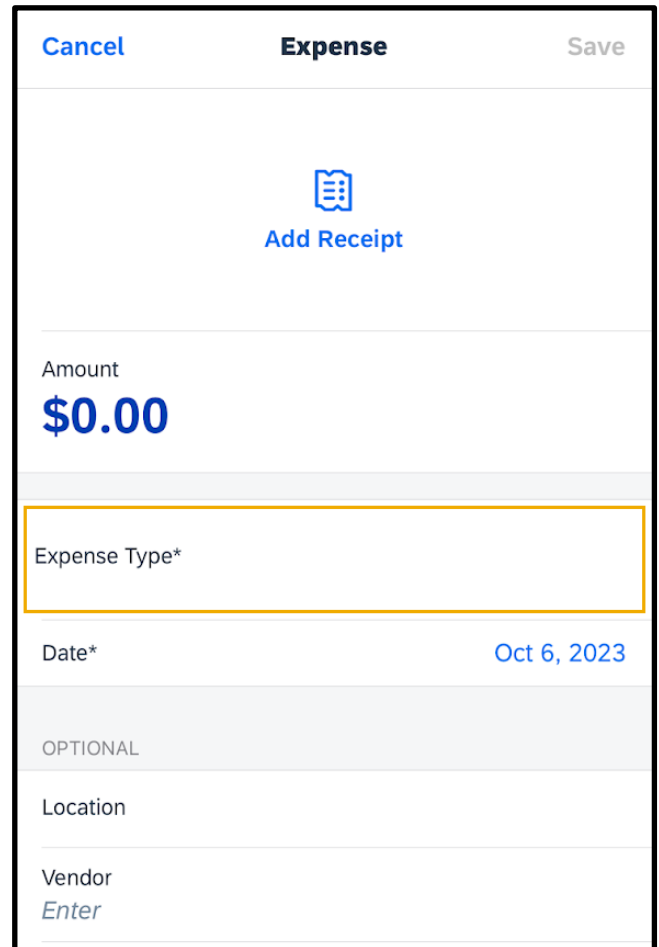 Cancel Expense Save
Add Receipt
Amount
$0.00
Expense Type*
Date* Oct 6, 2023
OPTIONAL
Location
Vendor
Enter